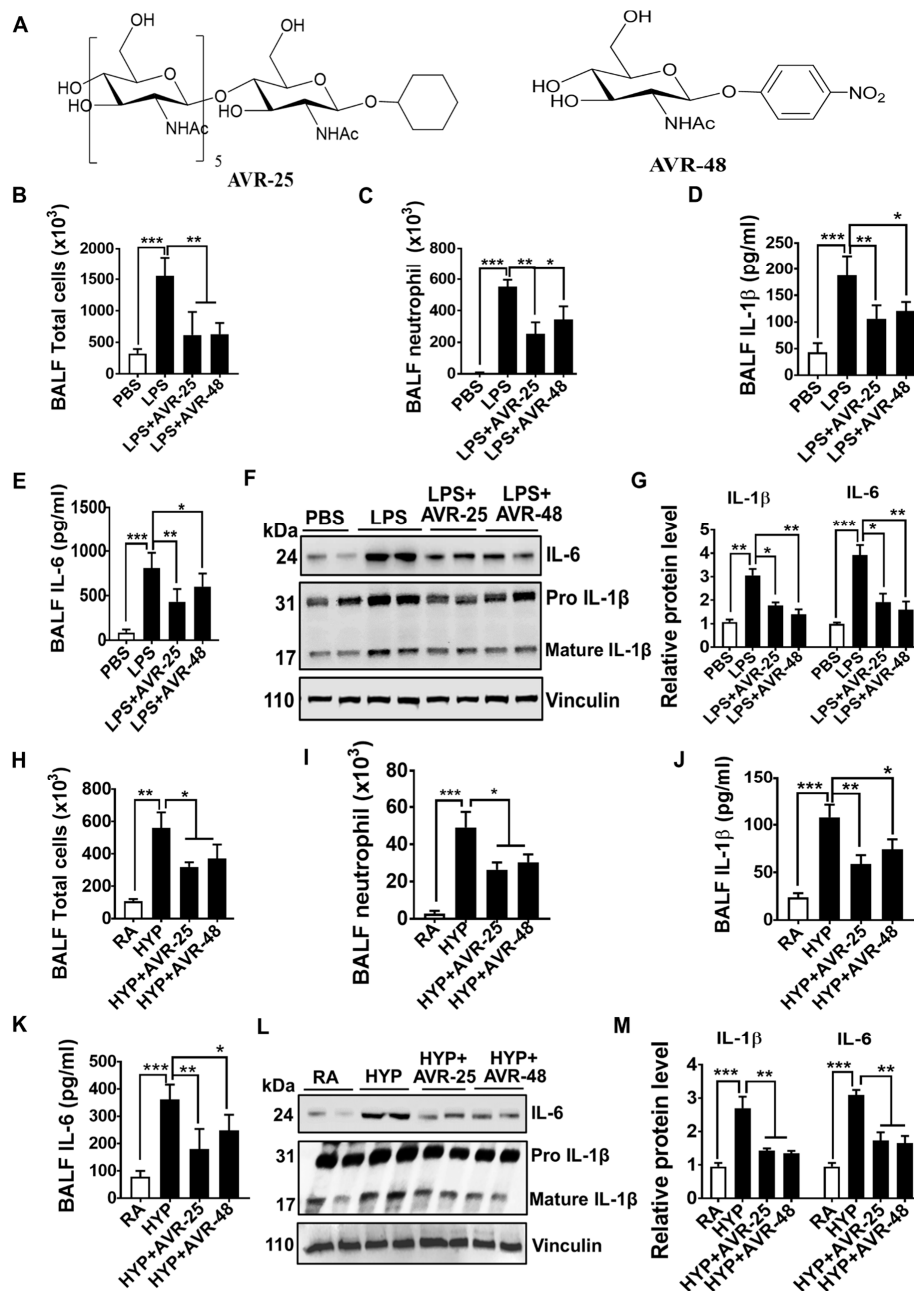 A
OH
OH
O
O
HO
HO
NHAc
5
O
HO
NHAc
O
AVR-25
OH
HO
HO
O
NHAc
O
NO₂
AVR-48
B
BALF Total cells (x10³)
2000
1500
1000
500
0
*** **
PBS
LPS
LPS+AVR-25
LPS+AVR-48
C
BALF neutrophil (x10³)
800
600
400
200
0
*** ** *
PBS
LPS
LPS+AVR-25
LPS+AVR-48
D
BALF IL-1β (pg/ml)
250
200
150
100
50
0
*
*** **
PBS
LPS
LPS+AVR-25
LPS+AVR-48
E
BALF IL-6 (pg/ml)
1500
1000
500
0
*
*** **
PBS
LPS
LPS+AVR-25
LPS+AVR-48
F
kDa
PBS
LPS
LPS+
AVR-25
LPS+
AVR-48
24 IL-6
31 Pro IL-1β
17 Mature IL-1β
110 Vinculin
G
Relative protein level
IL-1β IL-6
5
4
3
2
1
0
**
** *
**
*** *
PBS
LPS
LPS+AVR-25
LPS+AVR-48
PBS
LPS
LPS+AVR-25
LPS+AVR-48
H
BALF Total cells (x10³)
800
600
400
200
0
** *
RA
HYP
HYP+AVR-25
HYP+AVR-48
I
BALF neutrophil (x10³)
80
60
40
20
0
*** *
RA
HYP
HYP+AVR-25
HYP+AVR-48
J
BALF IL-1β (pg/ml)
150
100
50
0
*
*** **
RA
HYP
HYP+AVR-25
HYP+AVR-48
K
BALF IL-6 (pg/ml)
500
400
300
200
100
0
*
*** **
RA
HYP
HYP+AVR-25
HYP+AVR-48
L
kDa
RA
HYP
HYP+
AVR-25
HYP+
AVR-48
24 IL-6
31 Pro IL-1β
17 Mature IL-1β
110 Vinculin
M
Relative protein level
IL-1β IL-6
4
3
2
1
0
*** **
*** **
RA
HYP
HYP+AVR-25
HYP+AVR-48
RA
HYP
HYP+AVR-25
HYP+AVR-48